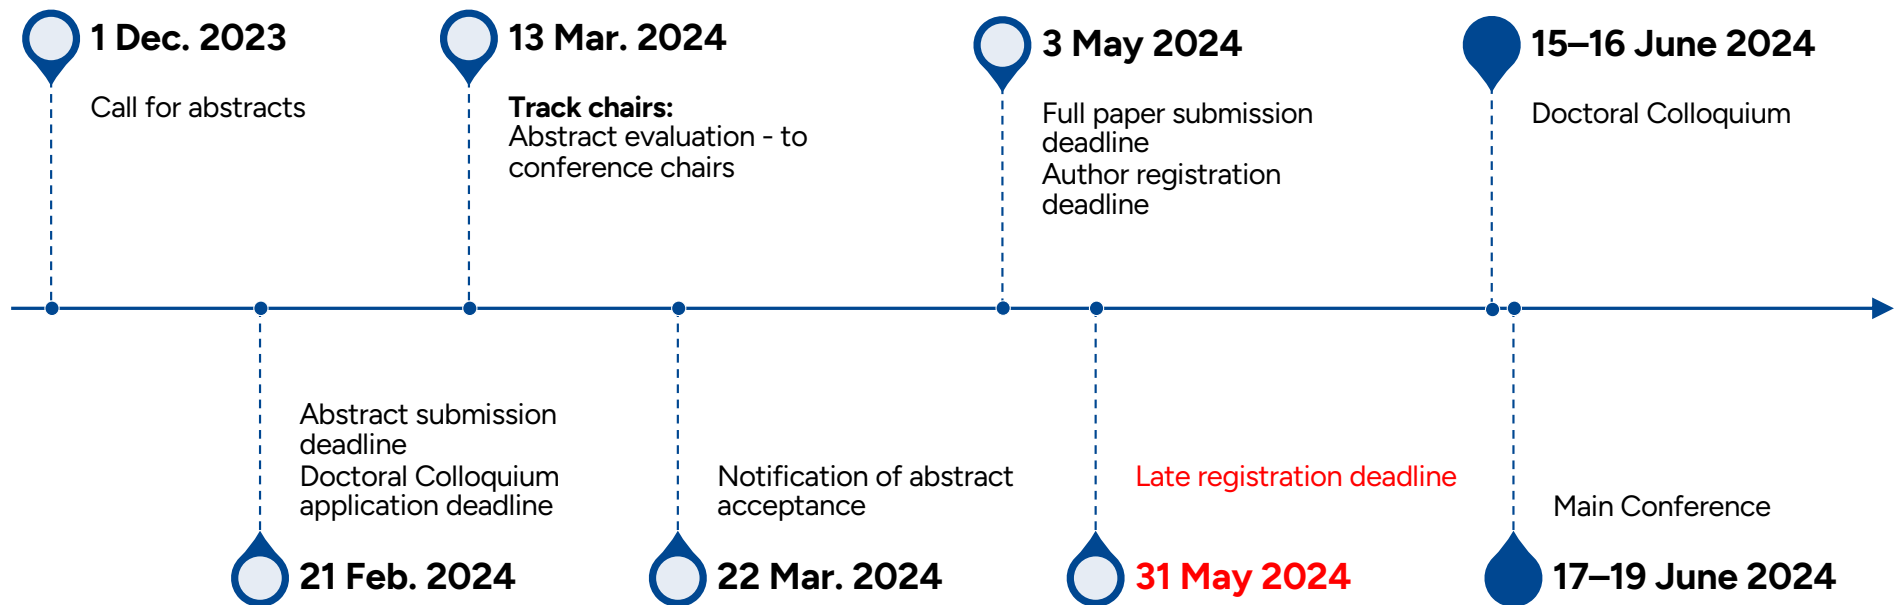 1 Dec. 2023
Call for abstracts
13 Mar. 2024
Track chairs:
Abstract evaluation - to
conference chairs
3 May 2024
Full paper submission
deadline
Author registration
deadline
15–16 June 2024
Doctoral Colloquium
Abstract submission
deadline
Doctoral Colloquium
application deadline
21 Feb. 2024
Notification of abstract
acceptance
22 Mar. 2024
Late registration deadline
31 May 2024
Main Conference
17–19 June 2024